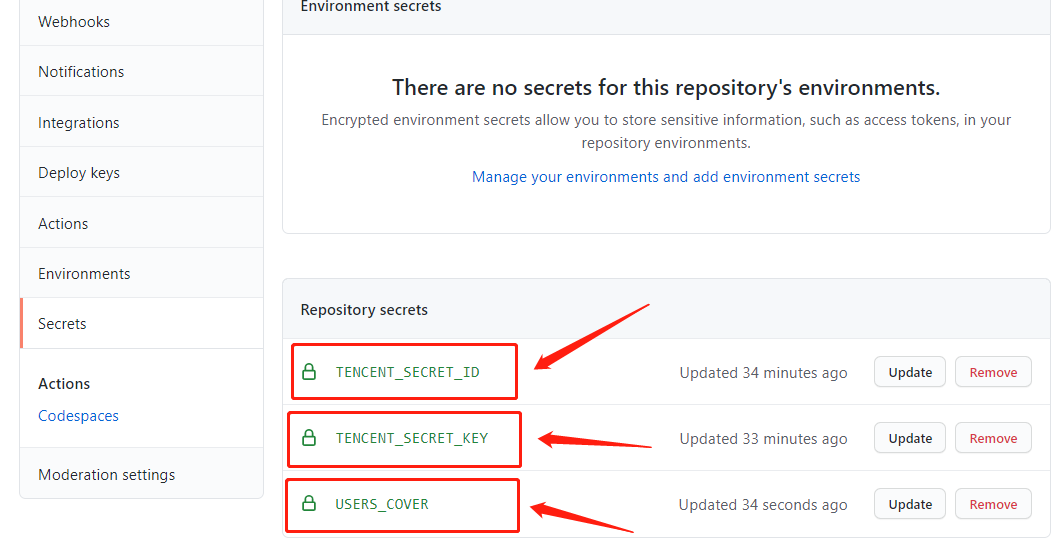 Webhooks
Notifications
Integrations
Deploy keys
Actions
Environments
Secrets
Actions
Codespaces
Moderation settings
Environment secrets
There are no secrets for this repository's environments.
Encrypted environment secrets allow you to store sensitive information, such as access tokens, in your
repository environments.
Manage your environments and add environment secrets
Repository secrets
TENCENT_SECRET_ID Updated 34 minutes ago Update Remove
TENCENT_SECRET_KEY Updated 33 minutes ago Update Remove
USERS_COVER Updated 34 seconds ago Update Remove